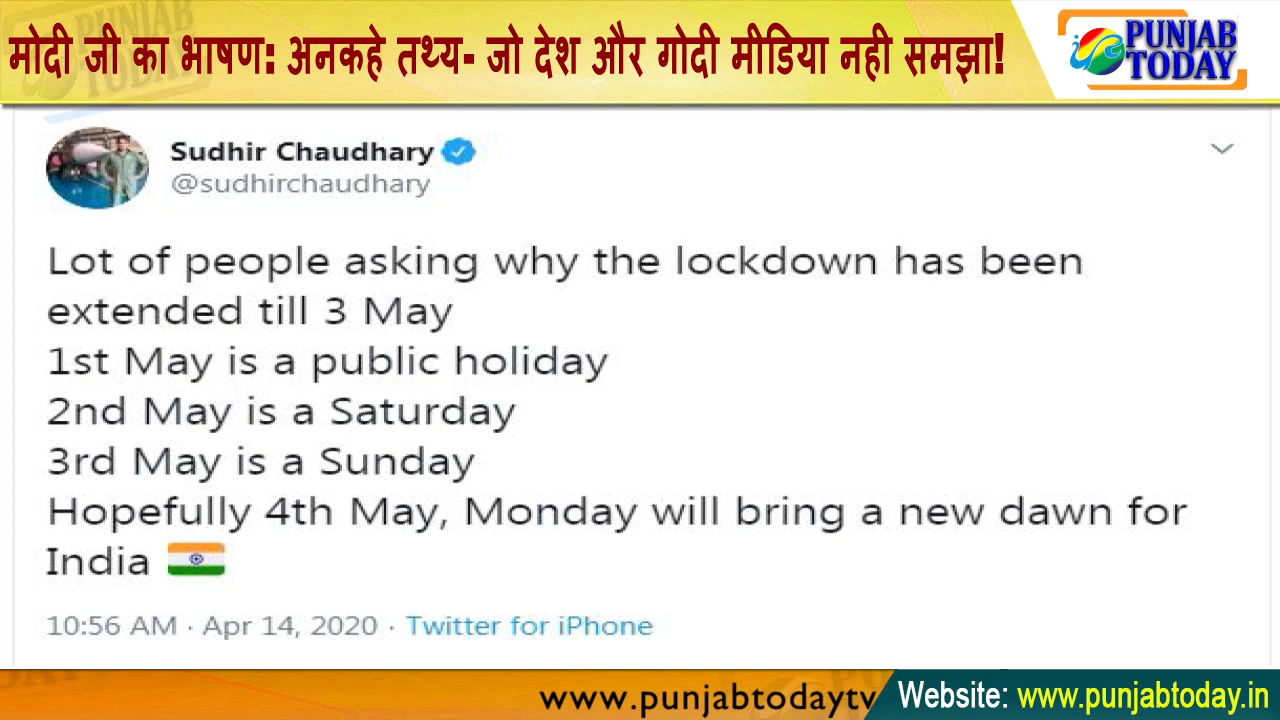 मोदी जी का भाषण: अनकहे तथ्य- जो देश और गोदी मीडिया नही समझा!
PUNJAB
TODAY
Sudhir Chaudhary
@sudhirchaudhary
Lot of people asking why the lockdown has been
extended till 3 May
1st May is a public holiday
2nd May is a Saturday
3rd May is a Sunday
Hopefully 4th May, Monday will bring a new dawn for
India
10:56 AM · Apr 14, 2020 · Twitter for iPhone
www.punjabtodaytv
Website: www.punjabtoday.in